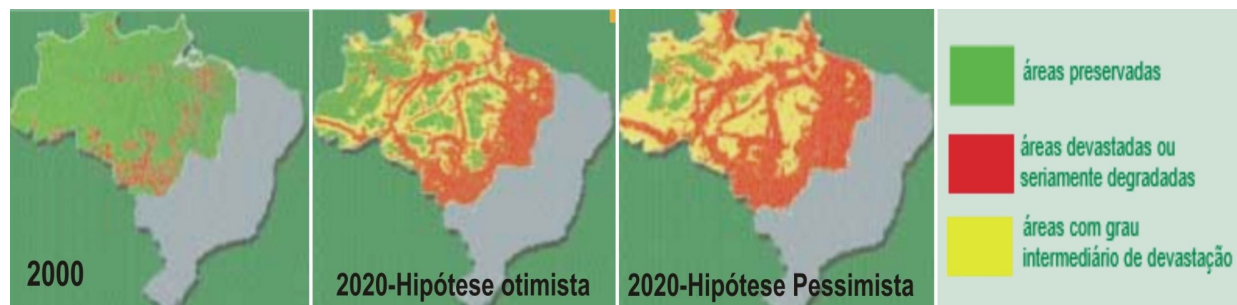 2000
2020-Hipótese otimista
2020-Hipótese Pessimista
áreas preservadas
áreas devastadas ou
seriamente degradadas
áreas com grau
intermediário de devastação